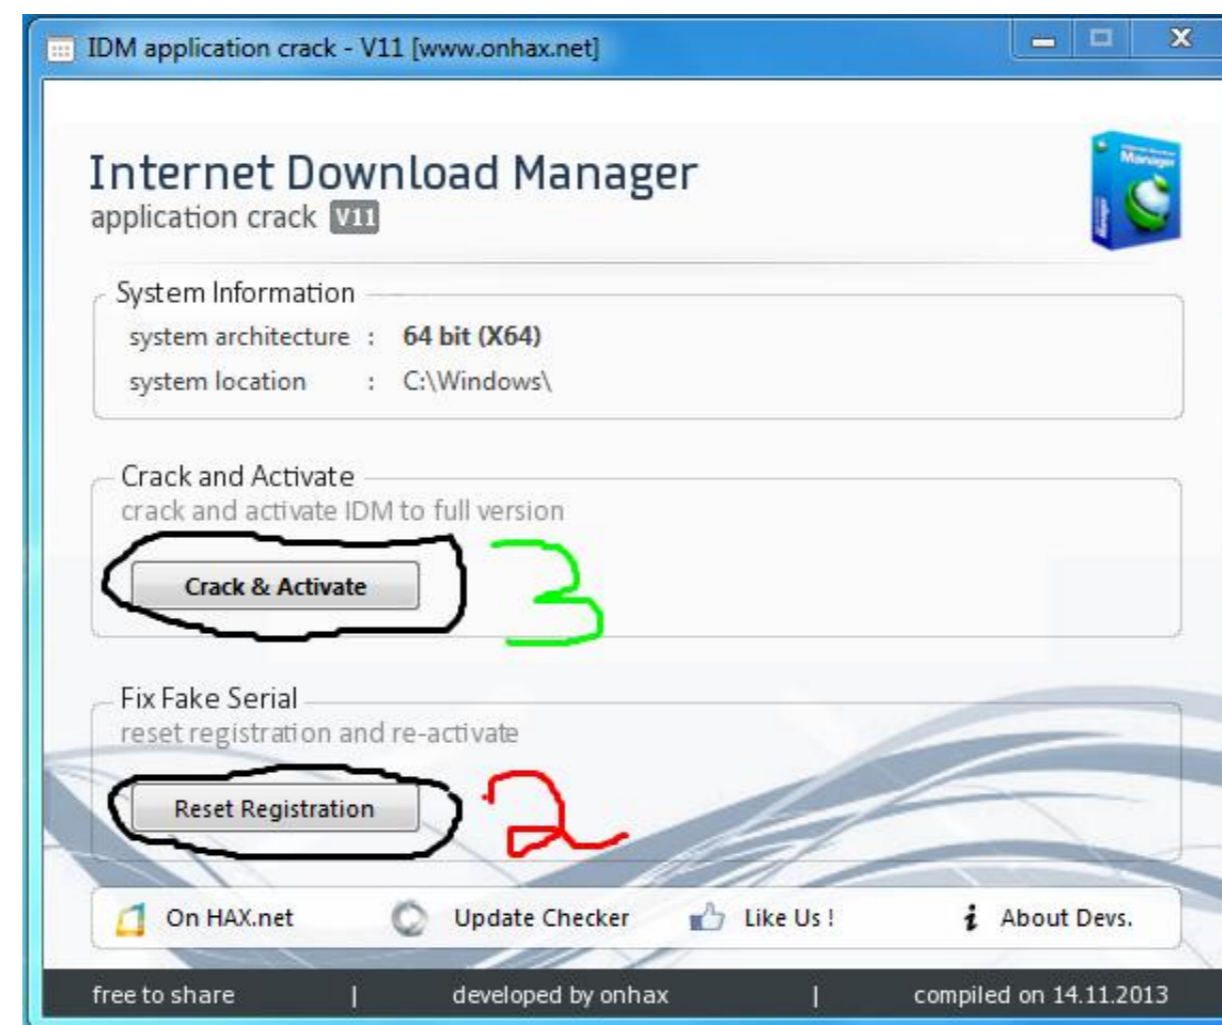 IDM application crack - V11 [www.onhax.net]
Internet Download Manager
Manager
application crack V11
System Information
system architecture : 64 bit (X64)
system location : C:\Windows\
Crack and Activate
crack and activate IDM to full version
Crack & Activate
3
Fix Fake Serial
reset registration and re-activate
Reset Registration
2
On HAX.net
Update Checker
Like Us !
i About Devs.
free to share | developed by onhax | compiled on 14.11.2013